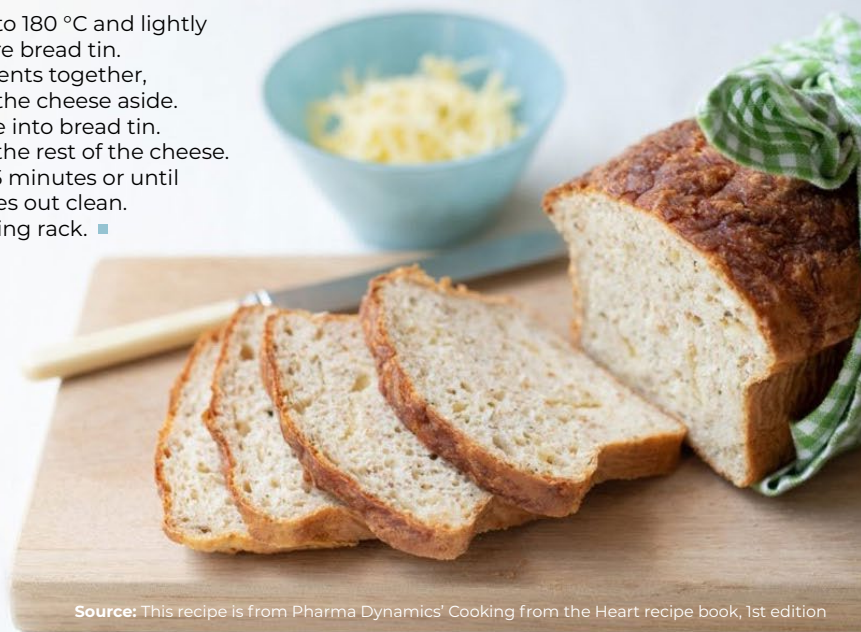 to 180 °C and lightly
e bread tin.
ents together,
the cheese aside.
e into bread tin.
the rest of the cheese.
5 minutes or until
es out clean.
ing rack.
Source: This recipe is from Pharma Dynamics’ Cooking from the Heart recipe book, 1st edition